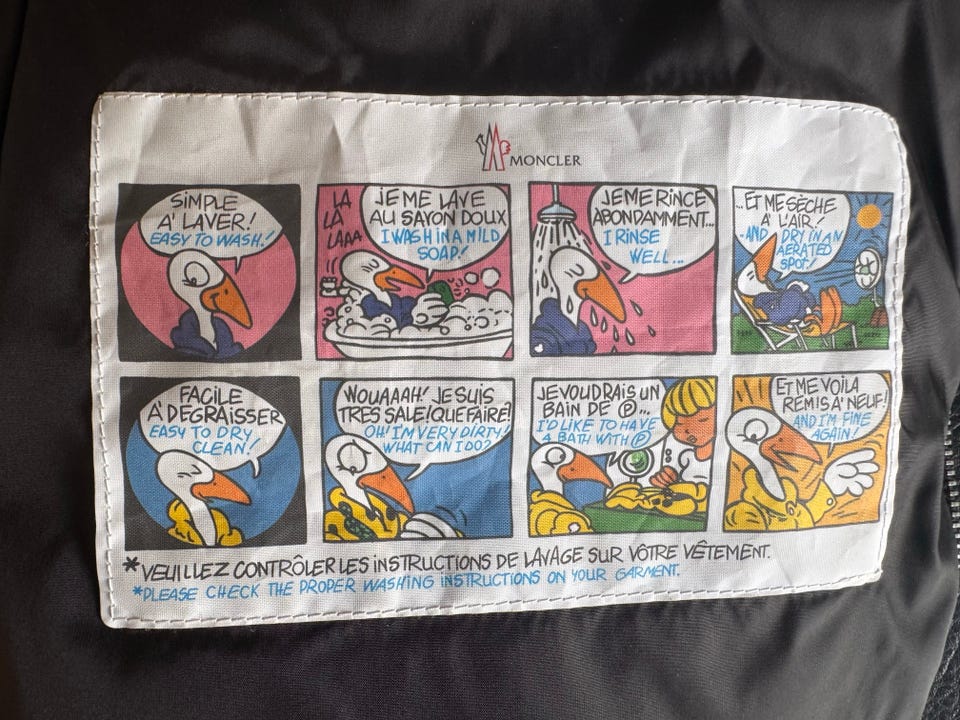 MONCLER
SIMPLE
A' LAVER!
EASY TO WASH!
LA
LA
LAAA
JE ME LAVE
AU SAVON DOUX
I WASH IN A MILD
SOAP!
JE ME RINCE
ABONDAMMENT...
I RINSE
WELL...
...ET ME SÈCHE
A' L'AIR!
-AND DRY IN AN
AERATED
SPOT!
FACILE
A' DEGRAISSER
EASY TO DRY
CLEAN!
WOUAAAH! JE SUIS
TRES SALE! QUE FAIRE!
OH! I'M VERY DIRTY!
WHAT CAN I DO?
JE VOUDRAIS UN
BAIN DE Ⓟ...
I'D LIKE TO HAVE
A BATH WITH Ⓟ
ET ME VOILA
REMIS A' NEUF!
AND I'M FINE
AGAIN!
*VEUILLEZ CONTRÔLER LES INSTRUCTIONS DE LAVAGE SUR VÔTRE VÊTEMENT.
*PLEASE CHECK THE PROPER WASHING INSTRUCTIONS ON YOUR GARMENT.